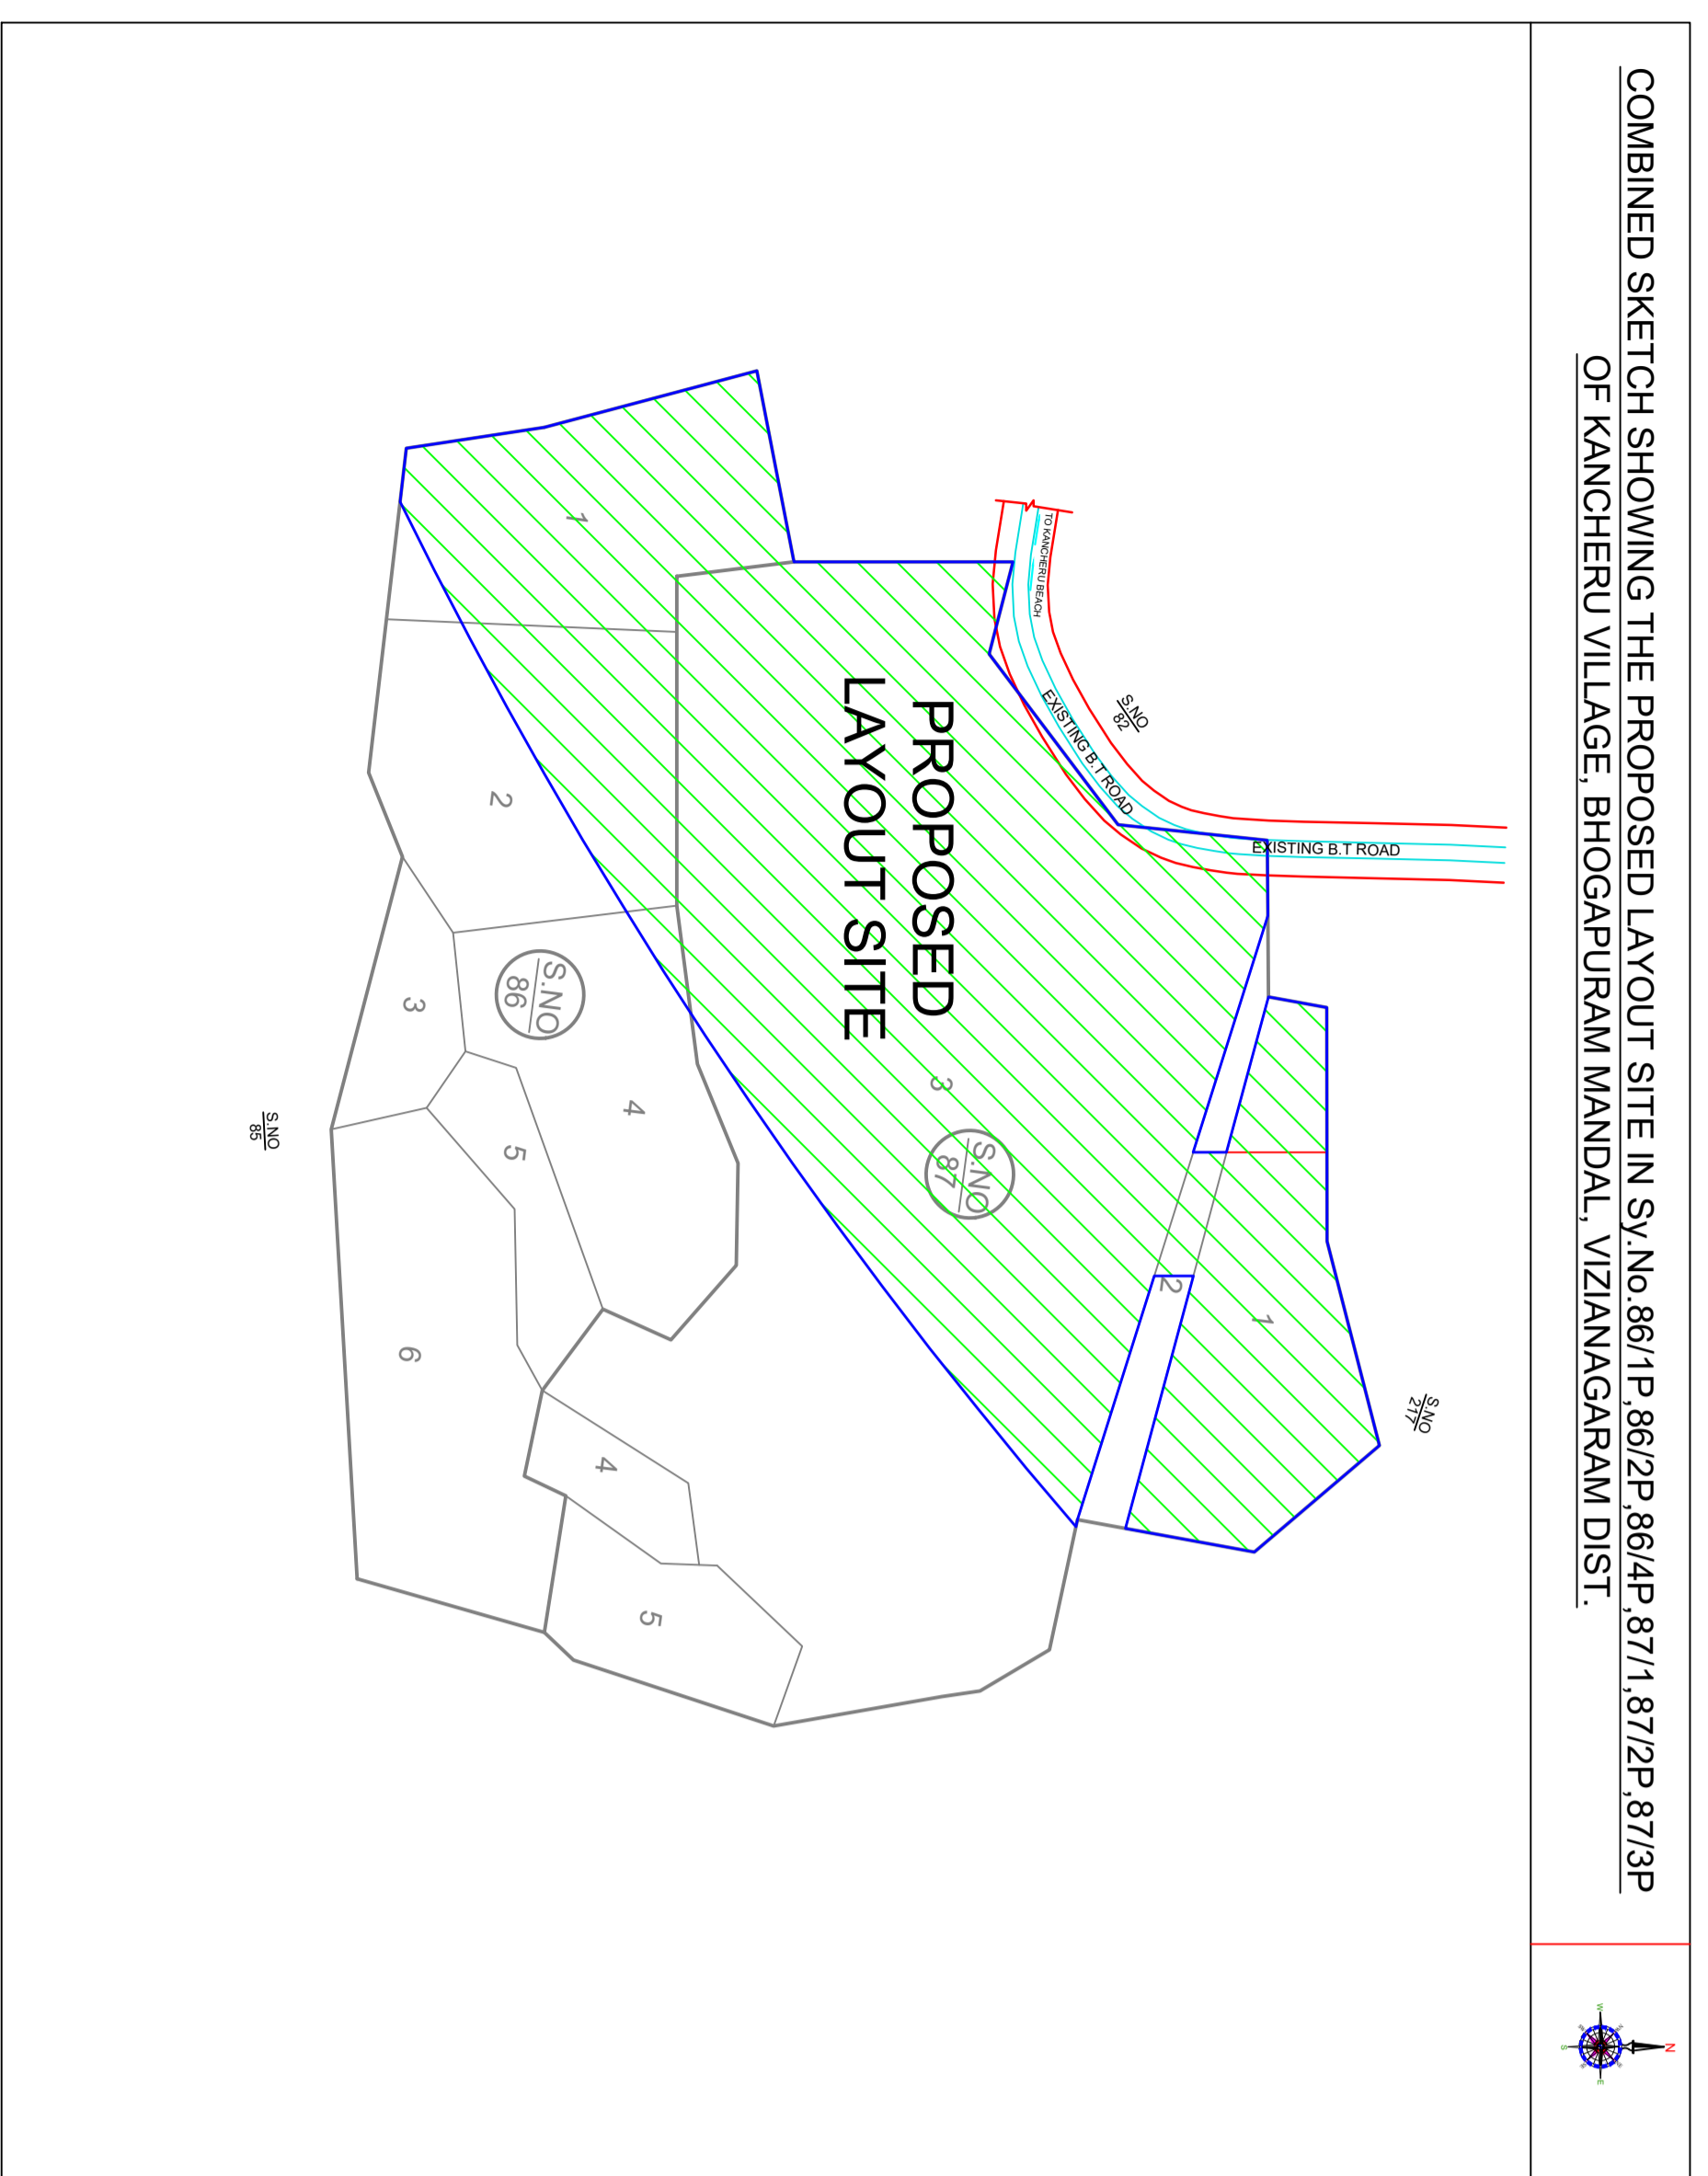 COMBINED SKETCH SHOWING THE PROPOSED LAYOUT SITE IN Sy.No.86/1P,86/2P,86/4P,87/1,87/2P,87/3P
OF KANCHERU VILLAGE, BHOGAPURAM MANDAL, VIZIANAGARAM DIST.
N
W
E
S
S.NO
217
EXISTING B.T ROAD
S.NO
82
EXISTING B.T ROAD
TO KANCHERU BEACH
1
2
PROPOSED
LAYOUT SITE
3
S.NO
87
1
2
S.NO
86
3
4
5
4
5
6
S.NO
85